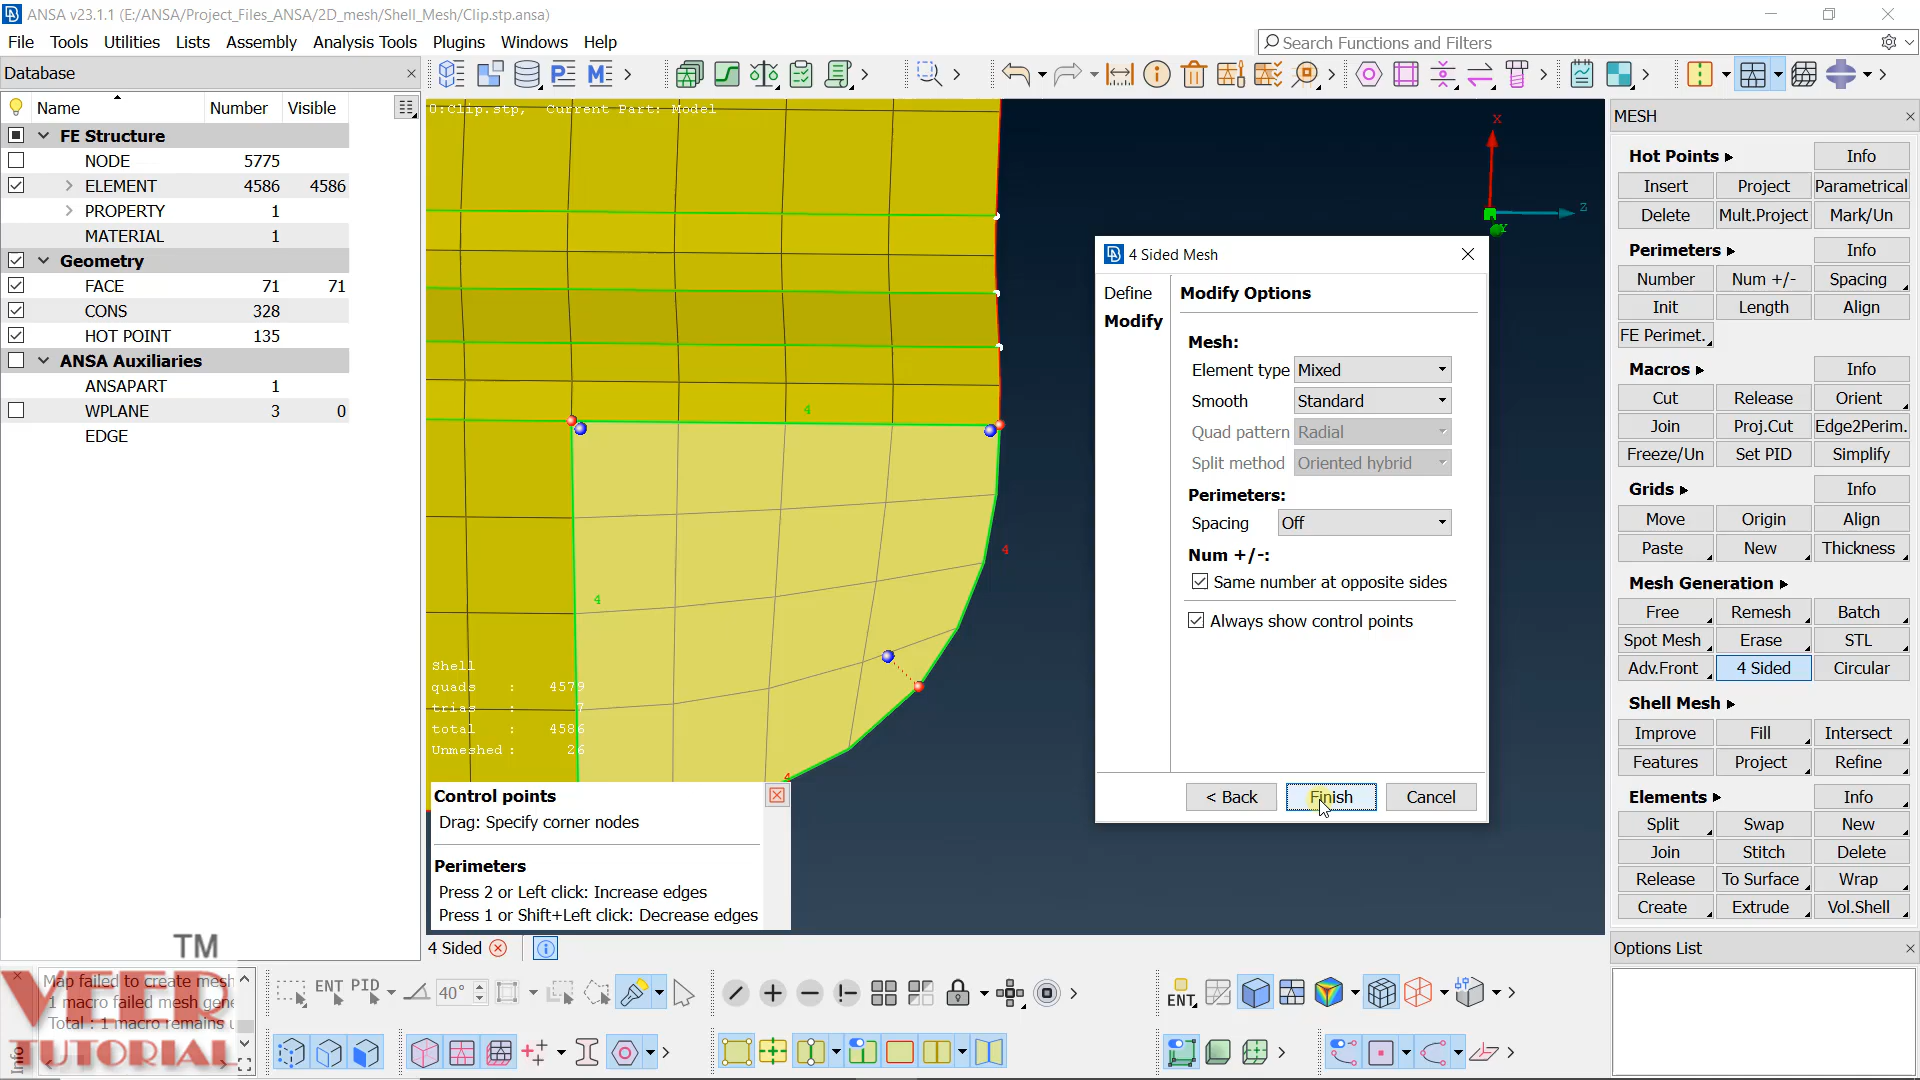 ANSA v23.1.1 (E:/ANSA/Project_Files_ANSA/2D_mesh/Shell_Mesh/Clip.stp.ansa)
File Tools Utilities Lists Assembly Analysis Tools Plugins Windows Help
Search Functions and Filters
Database
Name Number Visible
FE Structure
NODE 5775
ELEMENT 4586 4586
PROPERTY 1
MATERIAL 1
Geometry
FACE 71 71
CONS 328
HOT POINT 135
ANSA Auxiliaries
ANSAPART 1
WPLANE 3 0
EDGE
0:Clip.stp, Current Part: Model
X
Z
Y
4
4
4
4
Shell
quads : 4579
trias : 7
total : 4586
Unmeshed : 26
Control points
Drag: Specify corner nodes
Perimeters
Press 2 or Left click: Increase edges
Press 1 or Shift+Left click: Decrease edges
4 Sided
4 Sided Mesh
Define
Modify
Modify Options
Mesh:
Element type Mixed
Smooth Standard
Quad pattern Radial
Split method Oriented hybrid
Perimeters:
Spacing Off
Num +/-:
Same number at opposite sides
Always show control points
< Back Finish Cancel
MESH
Hot Points Info
Insert Project Parametrical
Delete Mult.Project Mark/Un
Perimeters Info
Number Num +/- Spacing
Init Length Align
FE Perimet.
Macros Info
Cut Release Orient
Join Proj.Cut Edge2Perim.
Freeze/Un Set PID Simplify
Grids Info
Move Origin Align
Paste New Thickness
Mesh Generation
Free Remesh Batch
Spot Mesh Erase STL
Adv.Front 4 Sided Circular
Shell Mesh
Improve Fill Intersect
Features Project Refine
Elements Info
Split Swap New
Join Stitch Delete
Release To Surface Wrap
Create Extrude Vol.Shell
Options List
TM
VEER
TUTORIAL
Map failed to create mesh
1 macro failed mesh gene
Total : 1 macro remains u
Info
ENT PID 40°
ENT